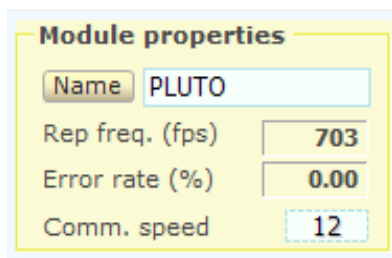 Module properties
Name PLUTO
Rep freq. (fps) 703
Error rate (%) 0.00
Comm. speed 12